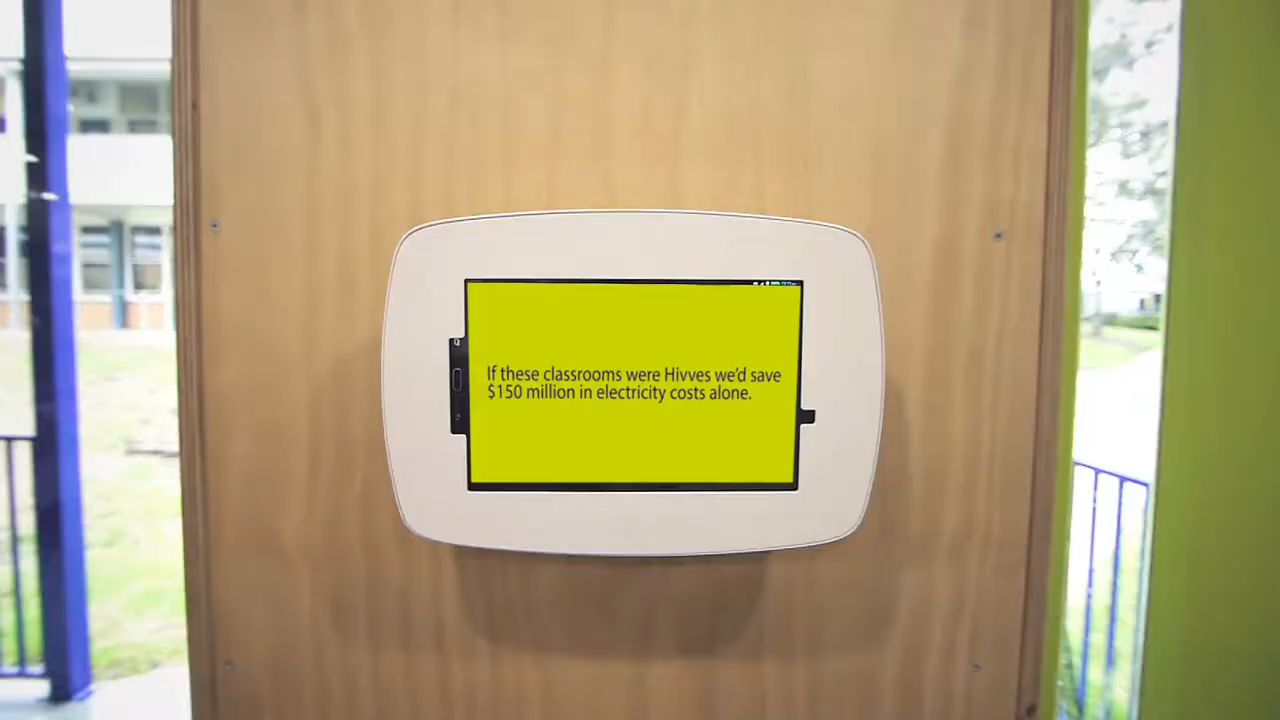 If these classrooms were Hivves we'd save
$150 million in electricity costs alone.